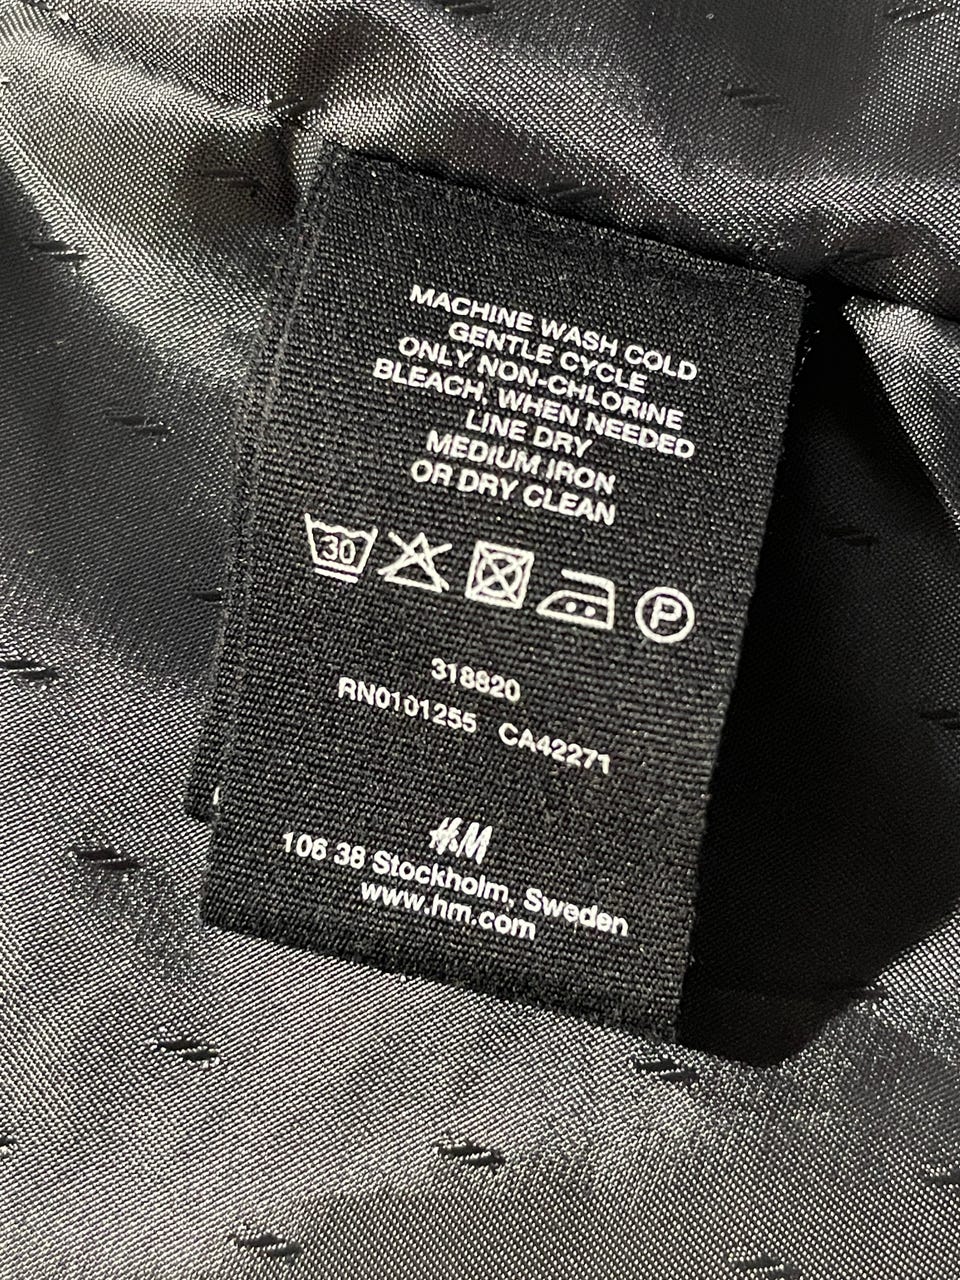 MACHINE WASH COLD
GENTLE CYCLE
ONLY NON-CHLORINE
BLEACH, WHEN NEEDED
LINE DRY
MEDIUM IRON
OR DRY CLEAN
30 P
318820
RN0101255 CA42271
H&M
106 38 Stockholm, Sweden
www.hm.com